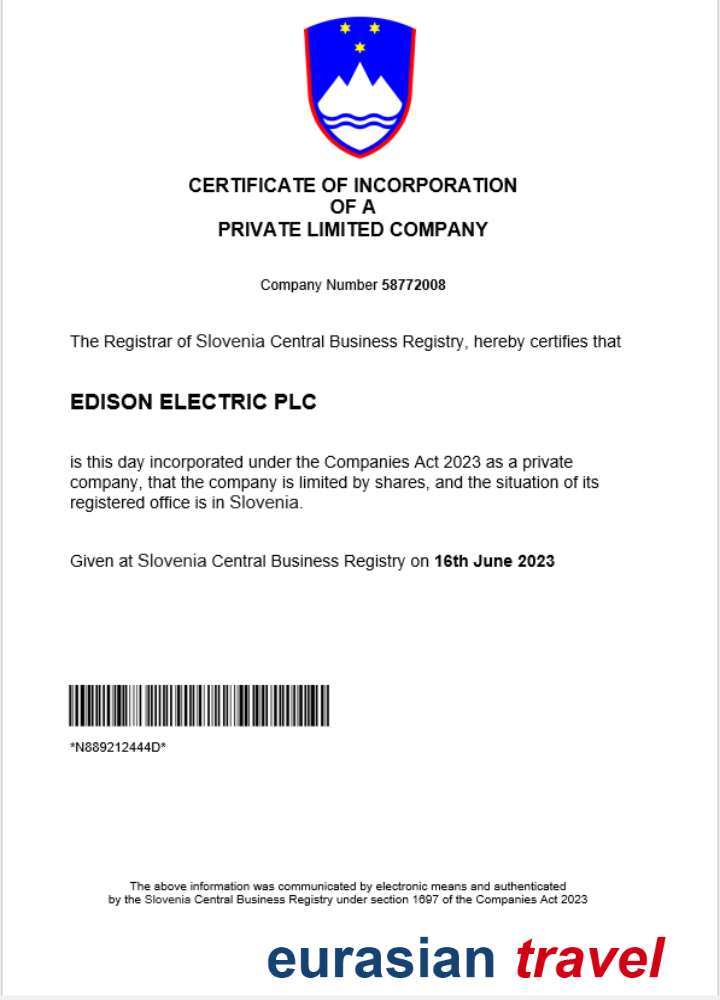 CERTIFICATE OF INCORPORATION
OF A
PRIVATE LIMITED COMPANY
Company Number 58772008
The Registrar of Slovenia Central Business Registry, hereby certifies that
EDISON ELECTRIC PLC
is this day incorporated under the Companies Act 2023 as a private
company, that the company is limited by shares, and the situation of its
registered office is in Slovenia.
Given at Slovenia Central Business Registry on 16th June 2023
*N889212444D*
The above information was communicated by electronic means and authenticated
by the Slovenia Central Business Registry under section 1697 of the Companies Act 2023
eurasian travel